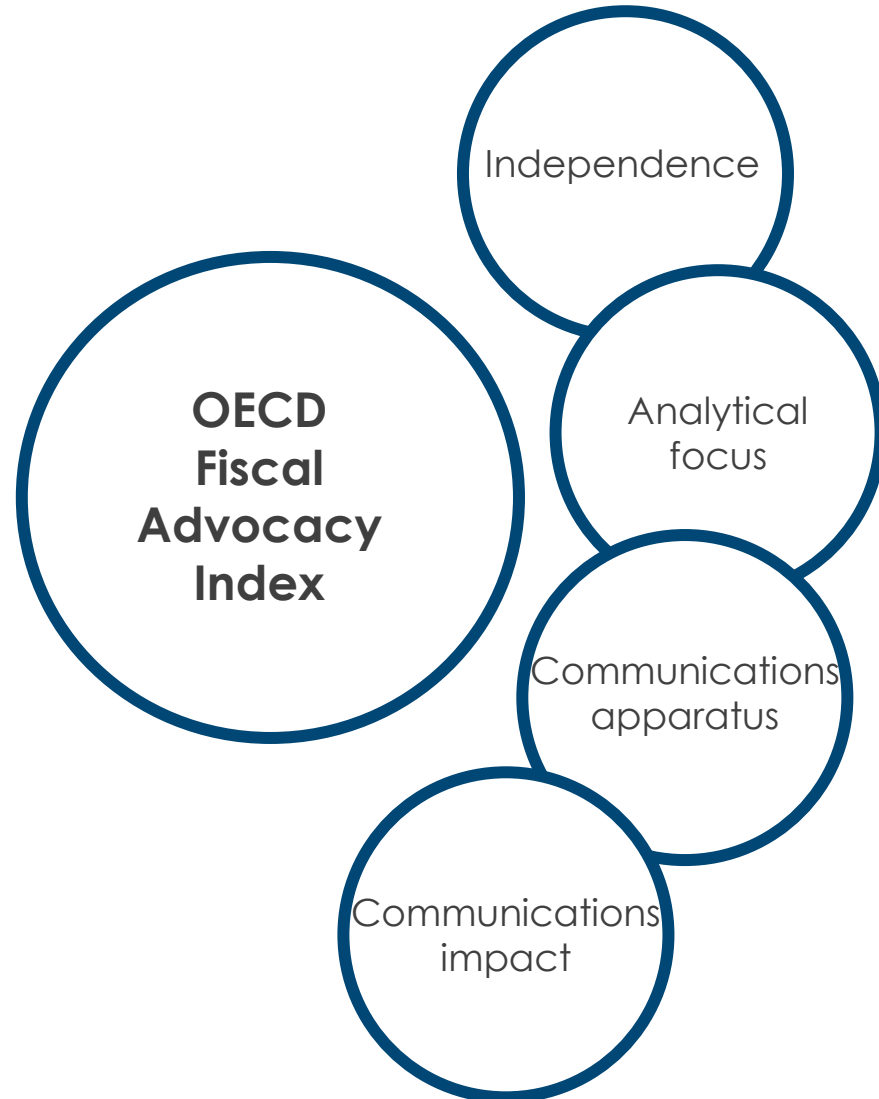 OECD
Fiscal
Advocacy
Index
Independence
Analytical
focus
Communications
apparatus
Communications
impact